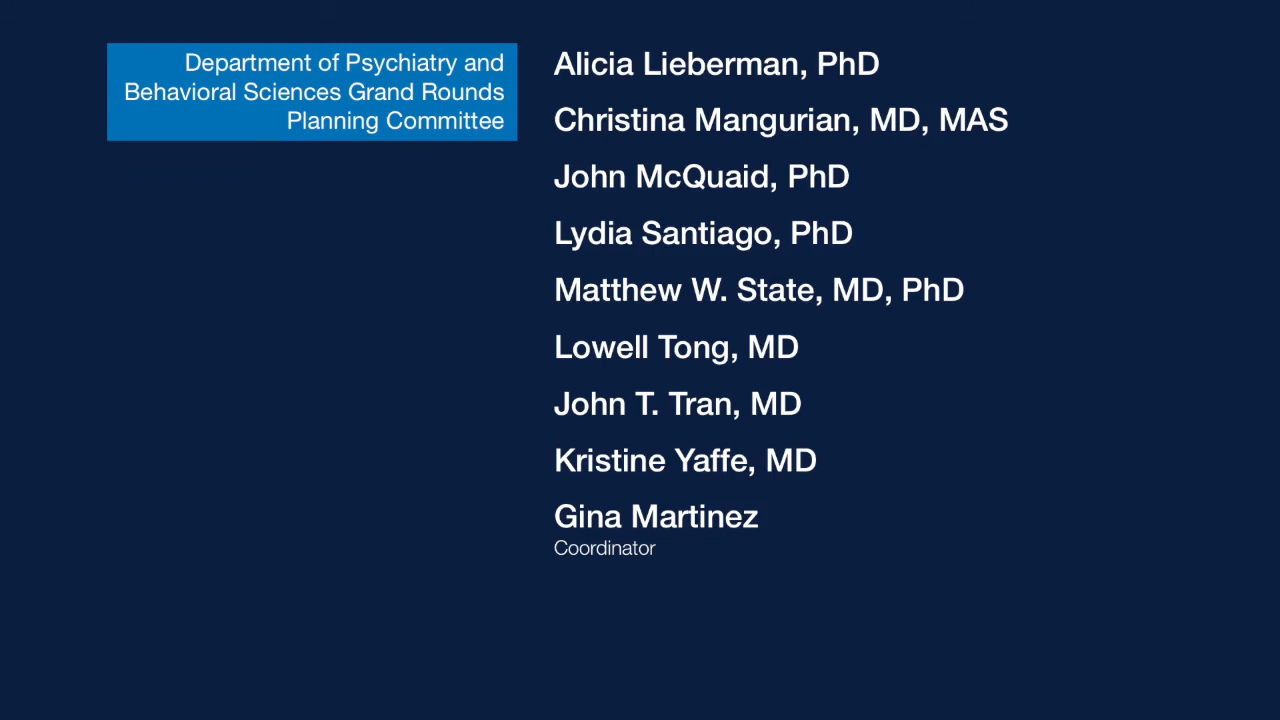 Department of Psychiatry and
Behavioral Sciences Grand Rounds
Planning Committee
Alicia Lieberman, PhD
Christina Mangurian, MD, MAS
John McQuaid, PhD
Lydia Santiago, PhD
Matthew W. State, MD, PhD
Lowell Tong, MD
John T. Tran, MD
Kristine Yaffe, MD
Gina Martinez
Coordinator